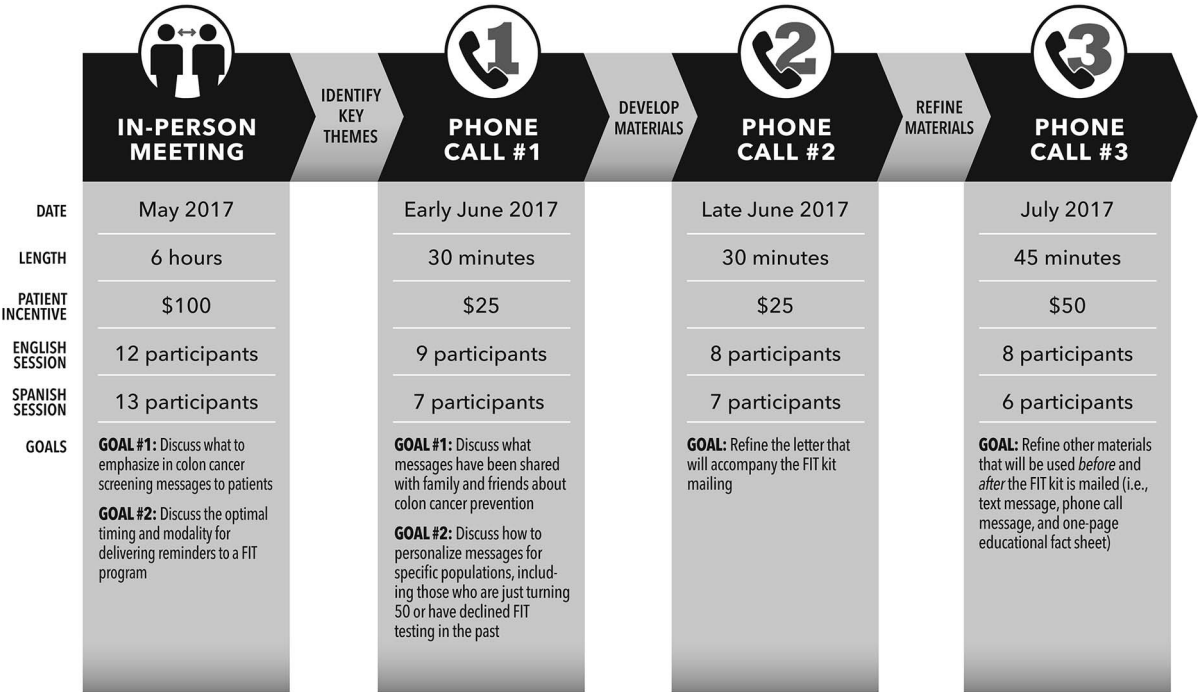 1
2
3
IN-PERSON
MEETING
IDENTIFY
KEY
THEMES
PHONE
CALL #1
DEVELOP
MATERIALS
PHONE
CALL #2
REFINE
MATERIALS
PHONE
CALL #3
DATE
May 2017
Early June 2017
Late June 2017
July 2017
LENGTH
6 hours
30 minutes
30 minutes
45 minutes
PATIENT
INCENTIVE
$100
$25
$25
$50
ENGLISH
SESSION
12 participants
9 participants
8 participants
8 participants
SPANISH
SESSION
13 participants
7 participants
7 participants
6 participants
GOALS
GOAL #1: Discuss what to
emphasize in colon cancer
screening messages to patients
GOAL #2: Discuss the optimal
timing and modality for
delivering reminders to a FIT
program
GOAL #1: Discuss what
messages have been shared
with family and friends about
colon cancer prevention
GOAL #2: Discuss how to
personalize messages for
specific populations, includ-
ing those who are just turning
50 or have declined FIT
testing in the past
GOAL: Refine the letter that
will accompany the FIT kit
mailing
GOAL: Refine other materials
that will be used before and
after the FIT kit is mailed (i.e.,
text message, phone call
message, and one-page
educational fact sheet)